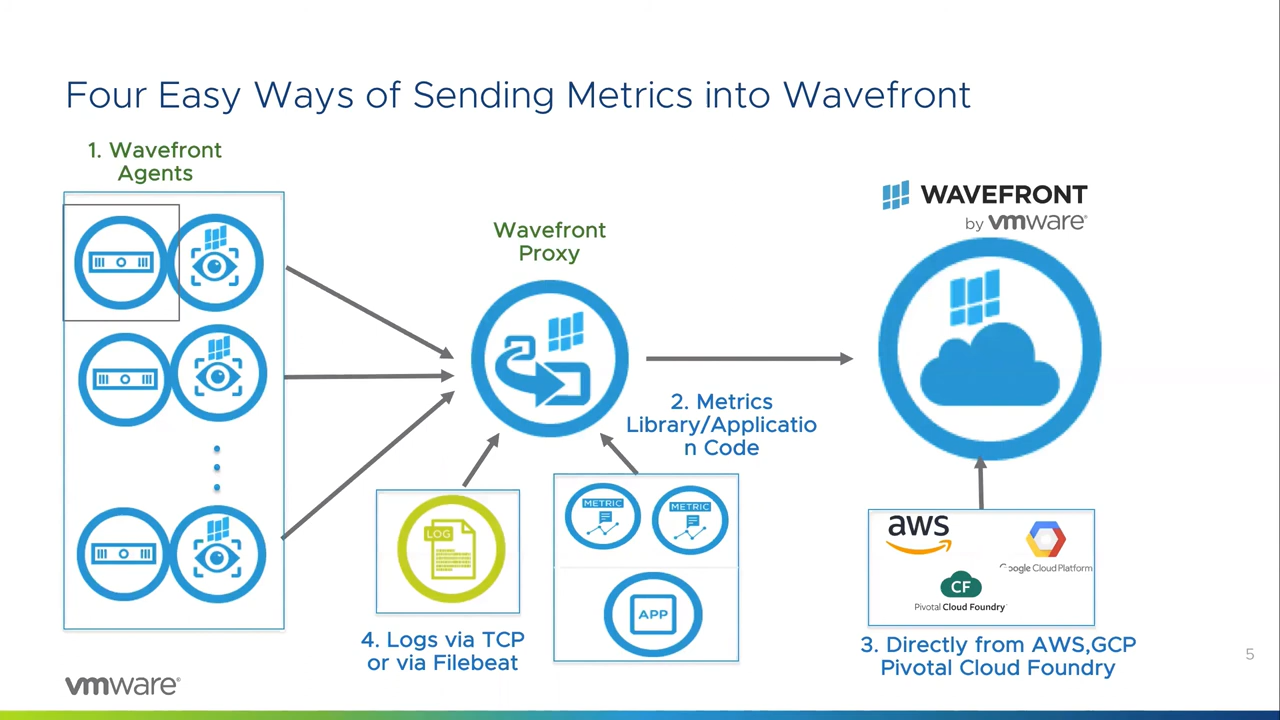 Four Easy Ways of Sending Metrics into Wavefront
1. Wavefront
Agents
Wavefront
Proxy
WAVEFRONT
by vmware®
2. Metrics
Library/Applicatio
n Code
LOG
METRIC
METRIC
APP
4. Logs via TCP
or via Filebeat
aws
Google Cloud Platform
CF
Pivotal Cloud Foundry
3. Directly from AWS,GCP
Pivotal Cloud Foundry
5
vmware®